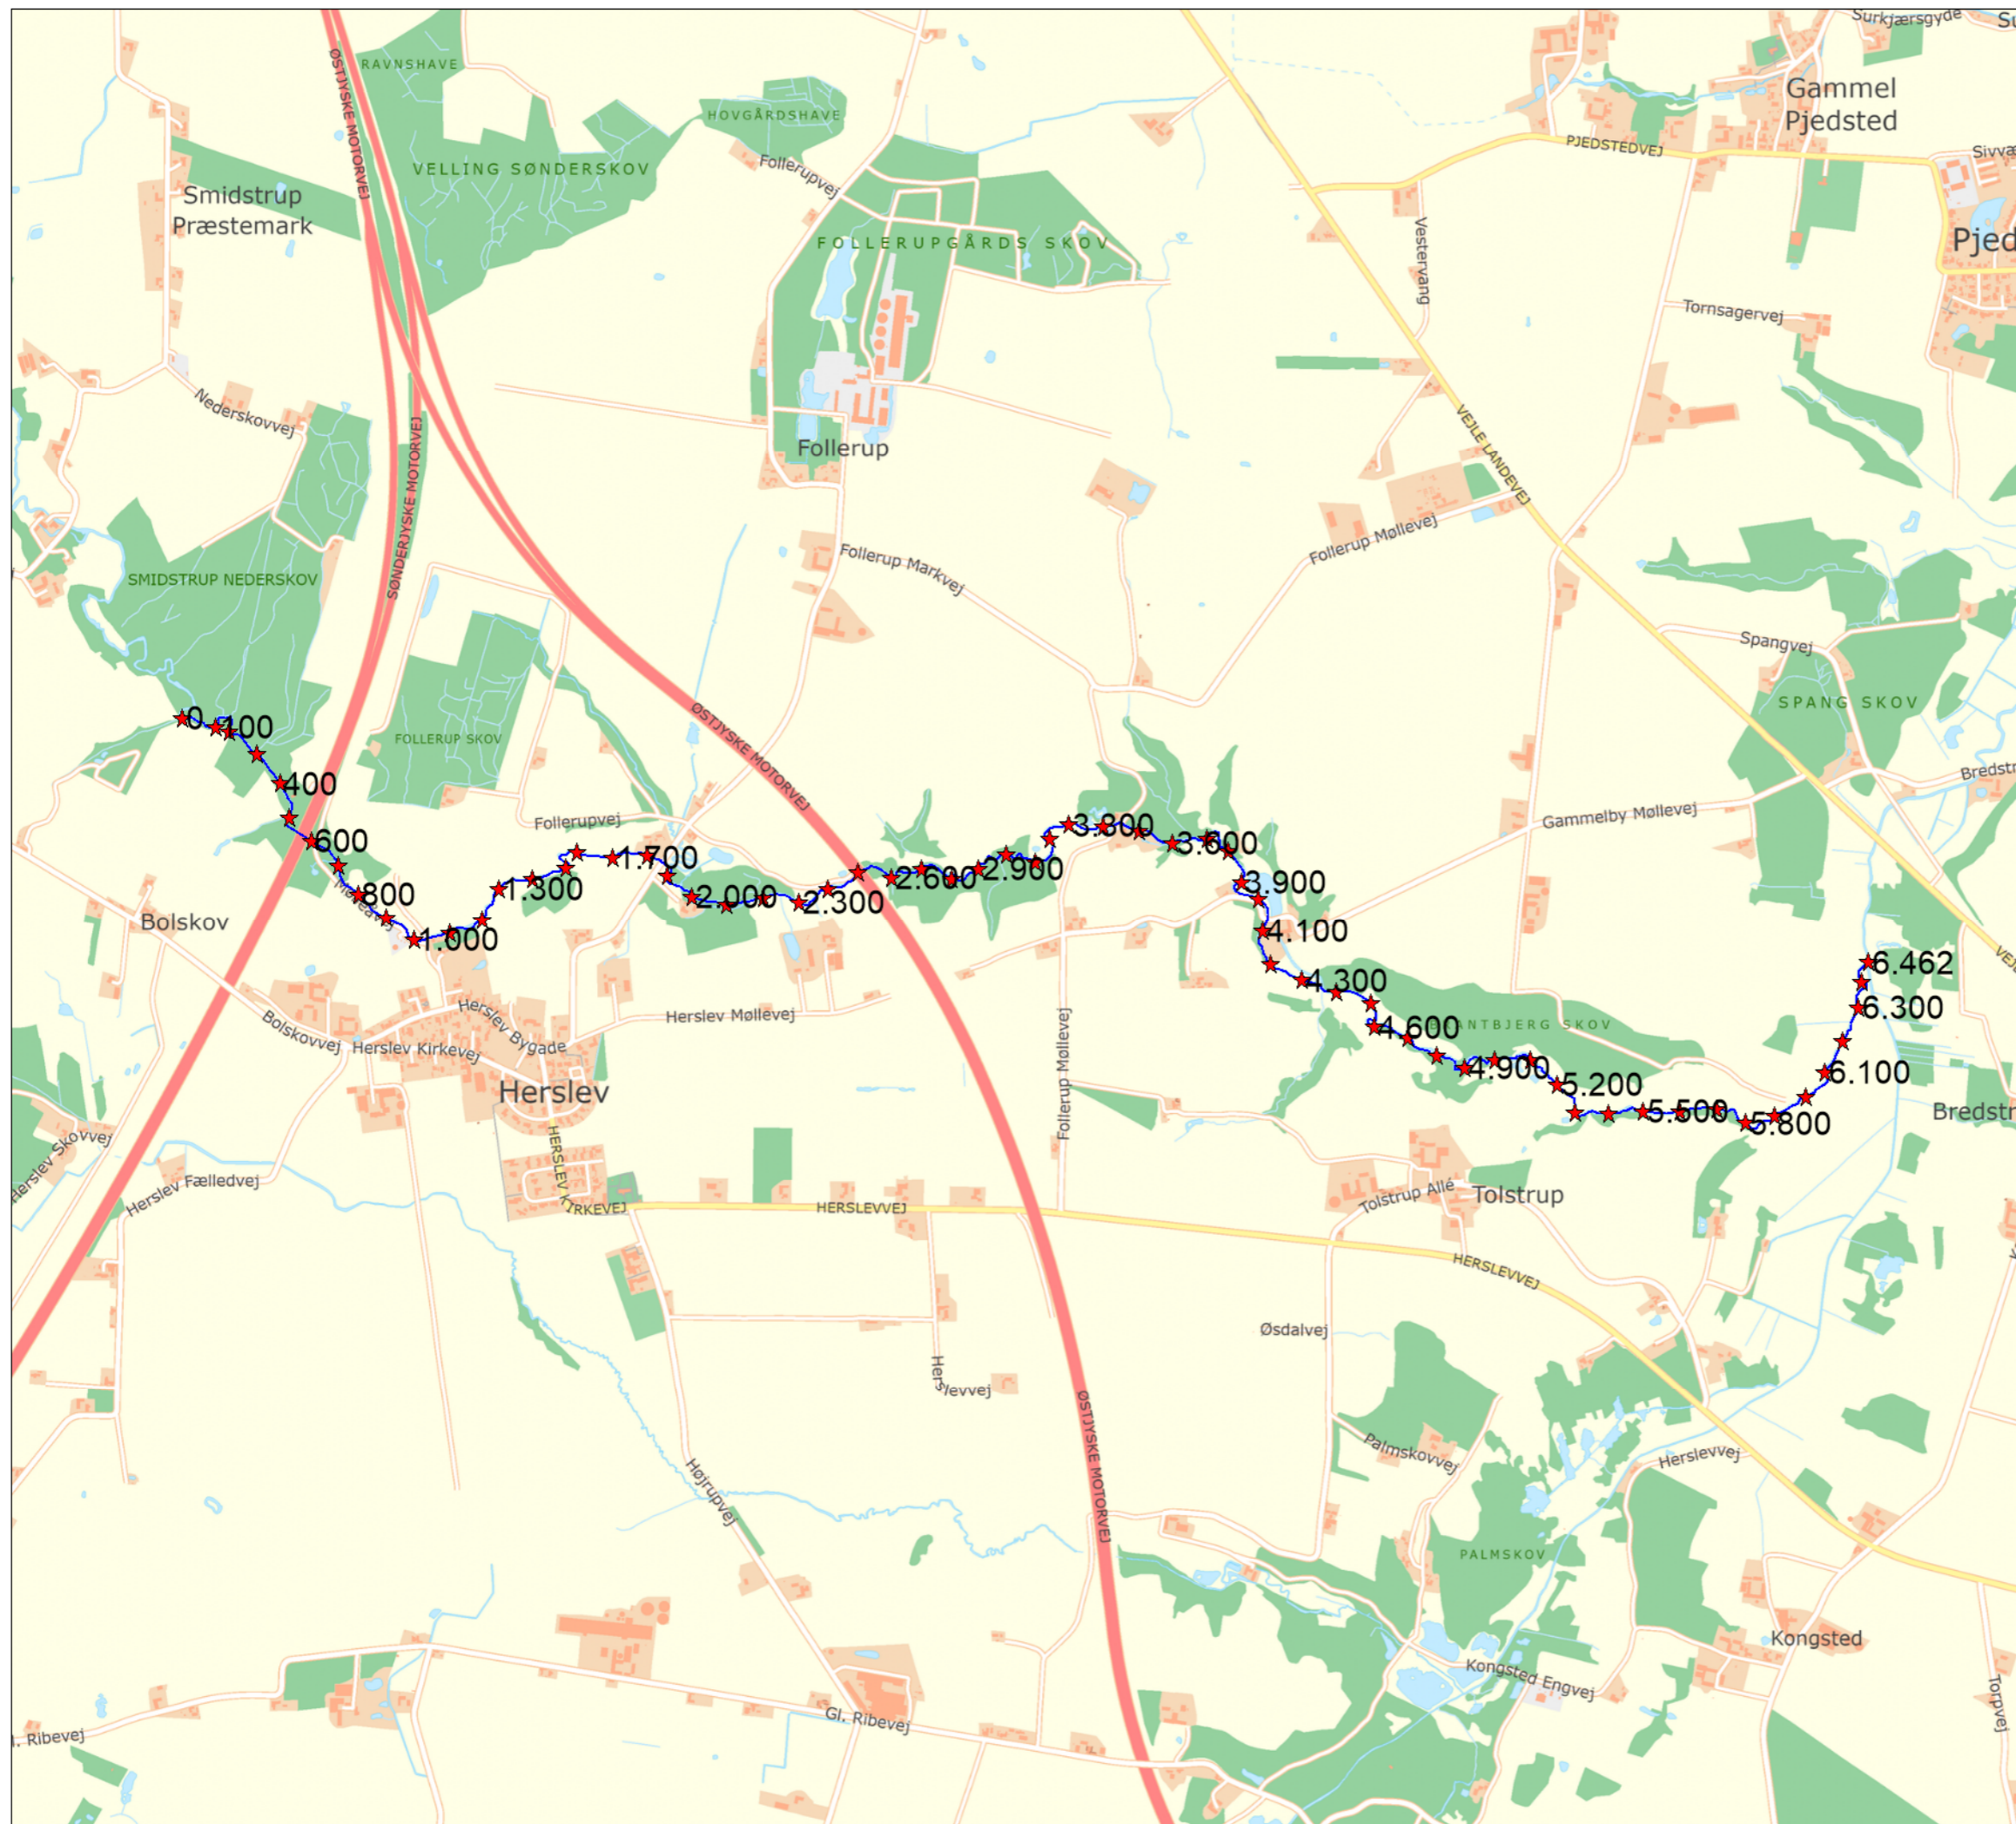 Surkjærsgyde
RAVNSHAVE
Gammel
Pjedsted
HOVGÅRDSHAVE
ØSTJYSKE MOTORVEJ
PJEDSTEDVEJ
VELLING SØNDERSKOV
Follerupvej
Smidstrup
Præstemark
FOLLERUPGÅRDS SKOV
Vestervang
Tornsagervej
Nederskovvej
Follerup
VEJLE LANDEVEJ
SØNDERJYSKE MOTORVEJ
Follerup Møllevej
Follerup Markvej
SMIDSTRUP NEDERSKOV
Spangvej
SPANG SKOV
0
100
ØSTJYSKE MOTORVEJ
FOLLERUP SKOV
400
Gammelby Møllevej
Follerupvej
600
3.800
3.600
1.700
2.900
2.600
1.300
800
3.900
2.000
2.300
Bolskov
1.000
4.100
6.462
4.300
6.300
Herslev Bygade
Herslev Møllevej
Bolskovvej
Herslev Kirkevej
4.600
BRANTBJERG SKOV
Follerup Møllevej
4.900
6.100
5.200
Herslev
5.500
5.800
Herslev Skovvej
HERSLEV KIRKEVEJ
Herslev Fælledvej
Tolstrup Allé
Tolstrup
HERSLEVVEJ
HERSLEVVEJ
Øsdalvej
Herslevvej
ØSTJYSKE MOTORVEJ
Palmskovvej
Herslevvej
Højrupvej
PALMSKOV
Kongsted
Kongsted Engvej
Torpvej
Gl. Ribevej
l. Ribevej